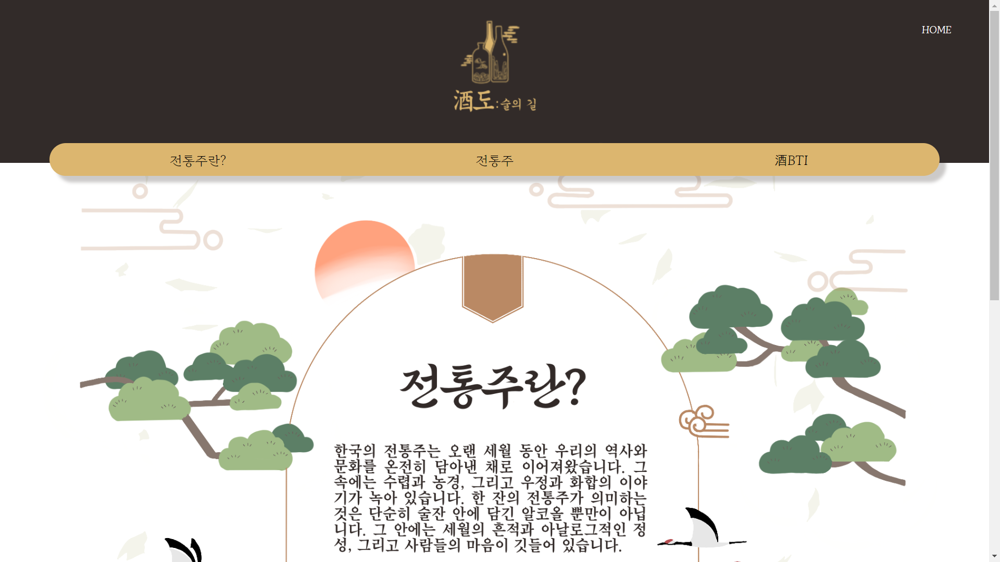 HOME
酒도:술의 길
전통주란?
전통주
酒BTI
전통주란?
한국의 전통주는 오랜 세월 동안 우리의 역사와
문화를 온전히 담아낸 채로 이어져왔습니다. 그
속에는 수렵과 농경, 그리고 우정과 화합의 이야
기가 녹아 있습니다. 한 잔의 전통주가 의미하는
것은 단순히 술잔 안에 담긴 알코올 뿐만이 아닙
니다. 그 안에는 세월의 흔적과 아날로그적인 정
성, 그리고 사람들의 마음이 깃들어 있습니다.